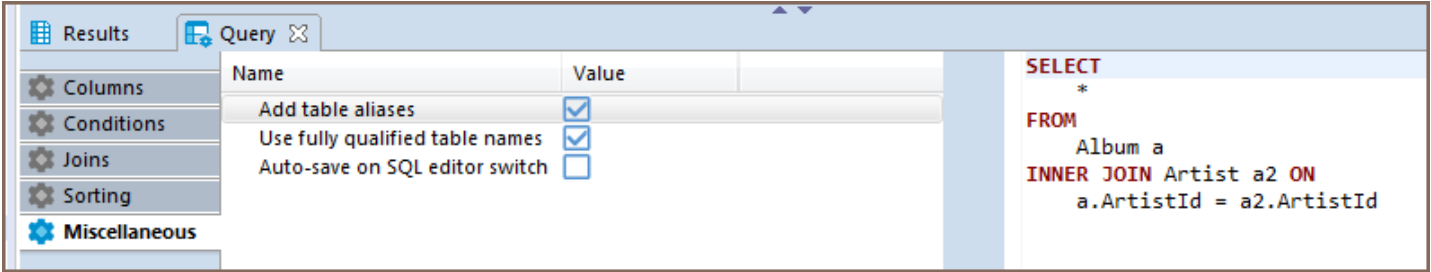 Results Query
Columns
Conditions
Joins
Sorting
Miscellaneous
Name Value
Add table aliases
Use fully qualified table names
Auto-save on SQL editor switch
SELECT
*
FROM
Album a
INNER JOIN Artist a2 ON
a.ArtistId = a2.ArtistId